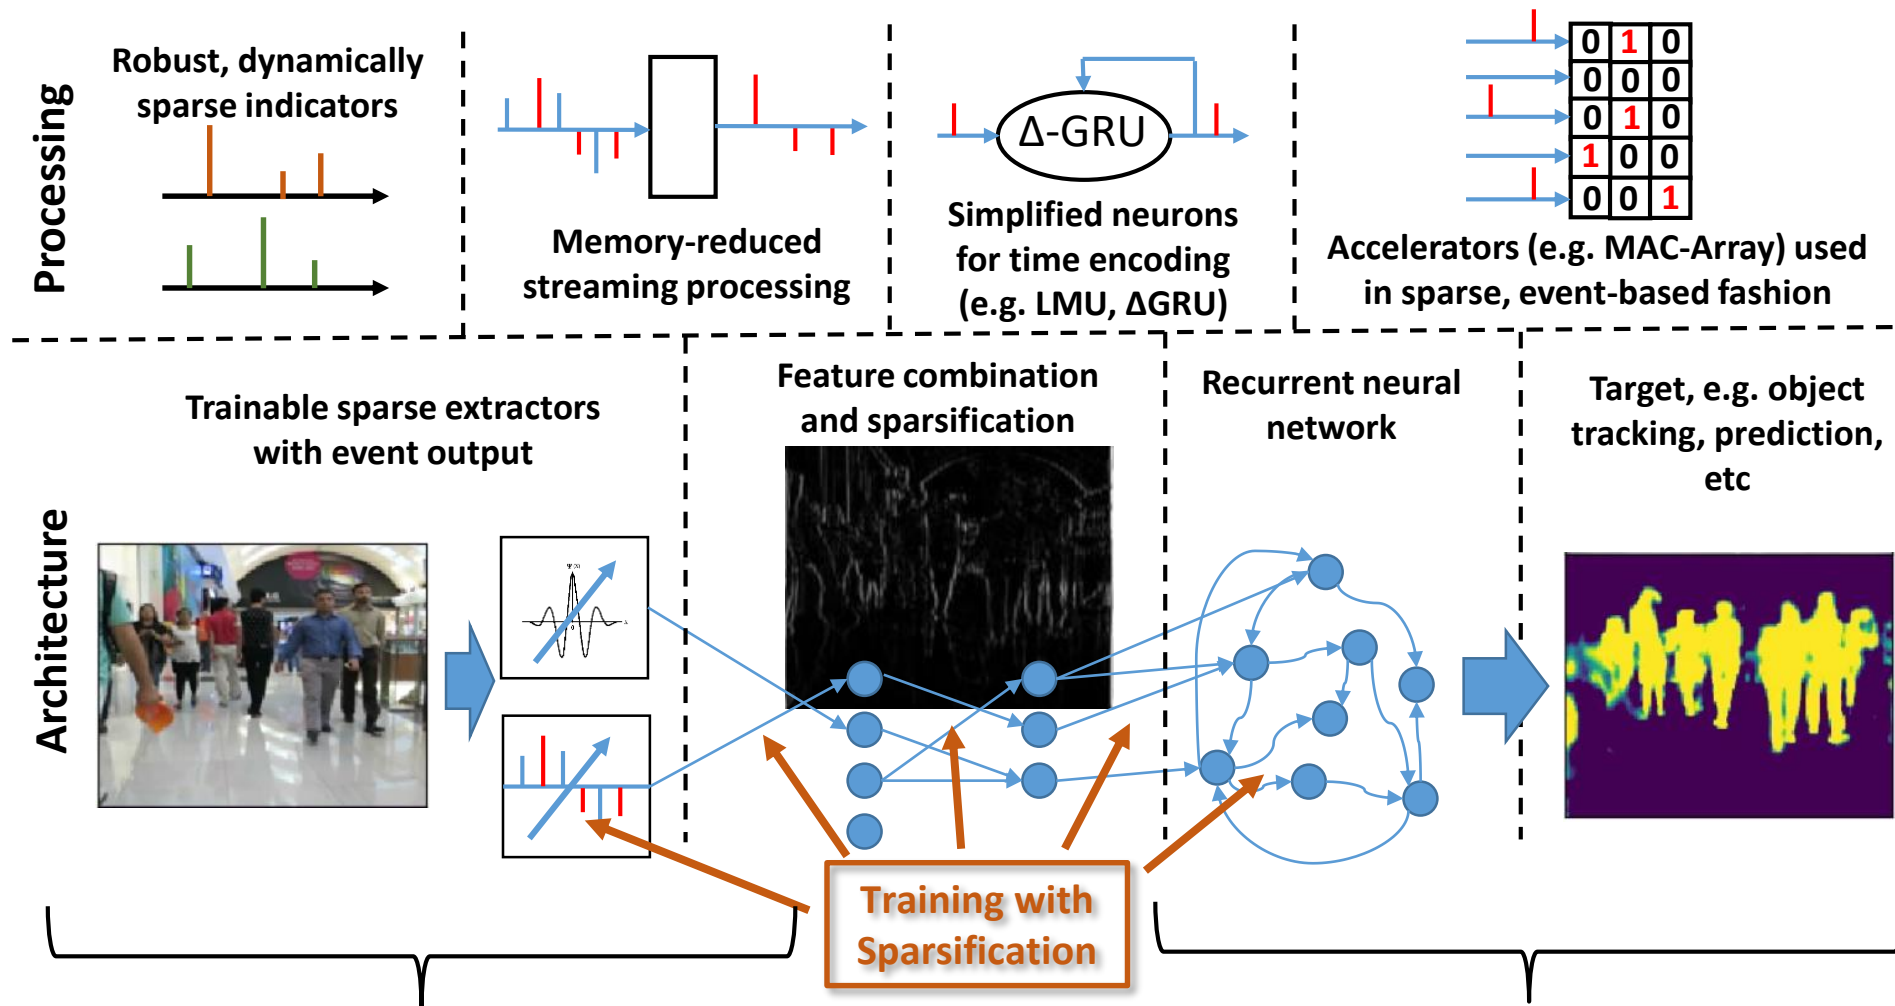 Processing
Robust, dynamically
sparse indicators
Memory-reduced
streaming processing
Δ-GRU
Simplified neurons
for time encoding
(e.g. LMU, ΔGRU)
0 1 0
0 0 0
0 1 0
1 0 0
0 0 1
Accelerators (e.g. MAC-Array) used
in sparse, event-based fashion
Architecture
Trainable sparse extractors
with event output
Feature combination
and sparsification
Recurrent neural
network
Target, e.g. object
tracking, prediction,
etc
Training with
Sparsification